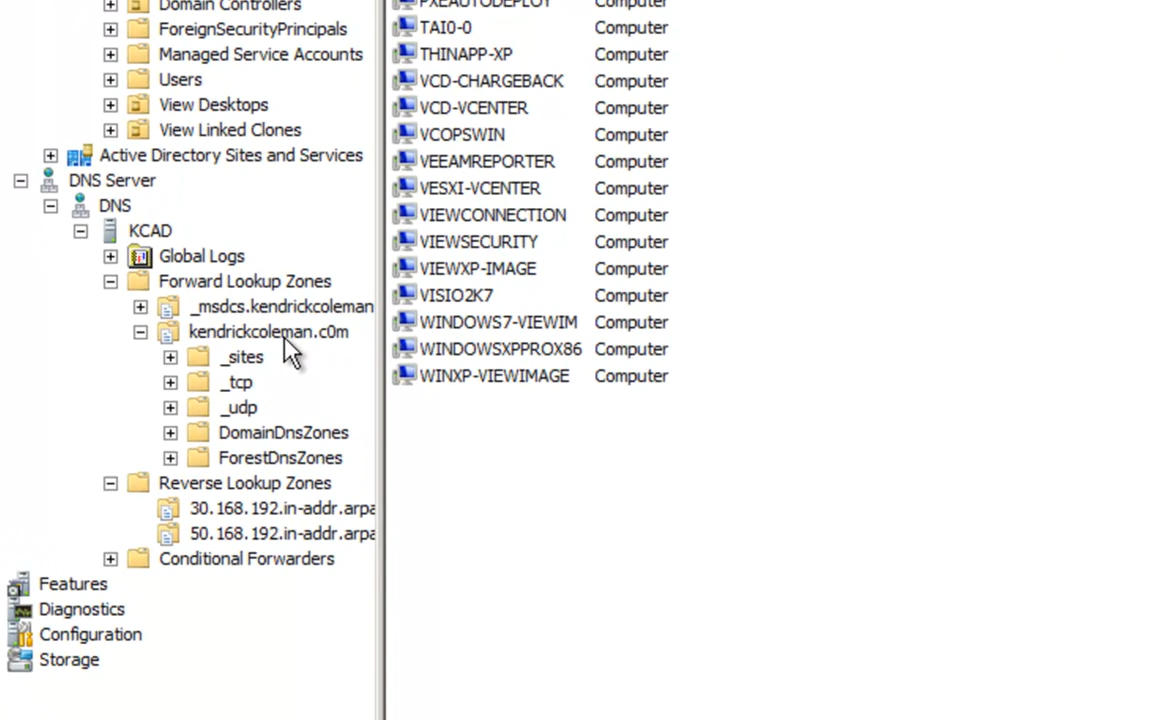 Domain Controllers
ForeignSecurityPrincipals
Managed Service Accounts
Users
View Desktops
View Linked Clones
Active Directory Sites and Services
DNS Server
DNS
KCAD
Global Logs
Forward Lookup Zones
_msdcs.kendrickcoleman
kendrickcoleman.c0m
_sites
_tcp
_udp
DomainDnsZones
ForestDnsZones
Reverse Lookup Zones
30.168.192.in-addr.arpa
50.168.192.in-addr.arpa
Conditional Forwarders
Features
Diagnostics
Configuration
Storage
PXEAUTODEPLOY Computer
TAI0-0 Computer
THINAPP-XP Computer
VCD-CHARGEBACK Computer
VCD-VCENTER Computer
VCOPSWIN Computer
VEEAMREPORTER Computer
VESXI-VCENTER Computer
VIEWCONNECTION Computer
VIEWSECURITY Computer
VIEWXP-IMAGE Computer
VISIO2K7 Computer
WINDOWS7-VIEWIM Computer
WINDOWSXPPROX86 Computer
WINXP-VIEWIMAGE Computer